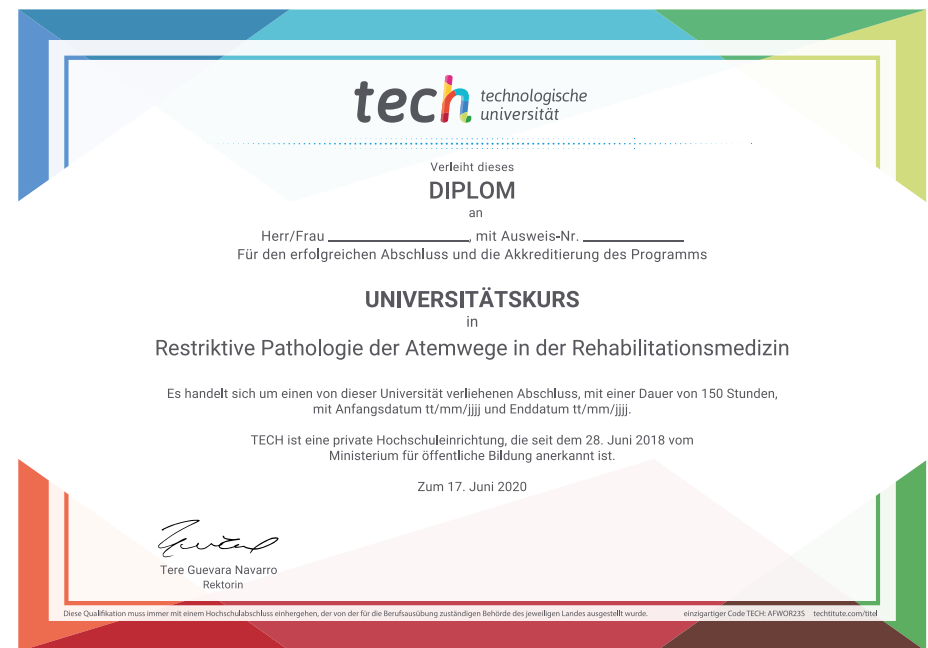 tech technologische
universität
Verleiht dieses
DIPLOM
an
Herr/Frau ____________, mit Ausweis-Nr. ____________
Für den erfolgreichen Abschluss und die Akkreditierung des Programms
UNIVERSITÄTSKURS
in
Restriktive Pathologie der Atemwege in der Rehabilitationsmedizin
Es handelt sich um einen von dieser Universität verliehenen Abschluss, mit einer Dauer von 150 Stunden,
mit Anfangsdatum tt/mm/jjjj und Enddatum tt/mm/jjjj.
TECH ist eine private Hochschuleinrichtung, die seit dem 28. Juni 2018 vom
Ministerium für öffentliche Bildung anerkannt ist.
Zum 17. Juni 2020
Tere Guevara Navarro
Rektorin
Diese Qualifikation muss immer mit einem Hochschulabschluss einhergehen, der von der für die Berufsausübung zuständigen Behörde des jeweiligen Landes ausgestellt wurde. einzigartiger Code TECH: AFWOR23S techtitute.com/titel